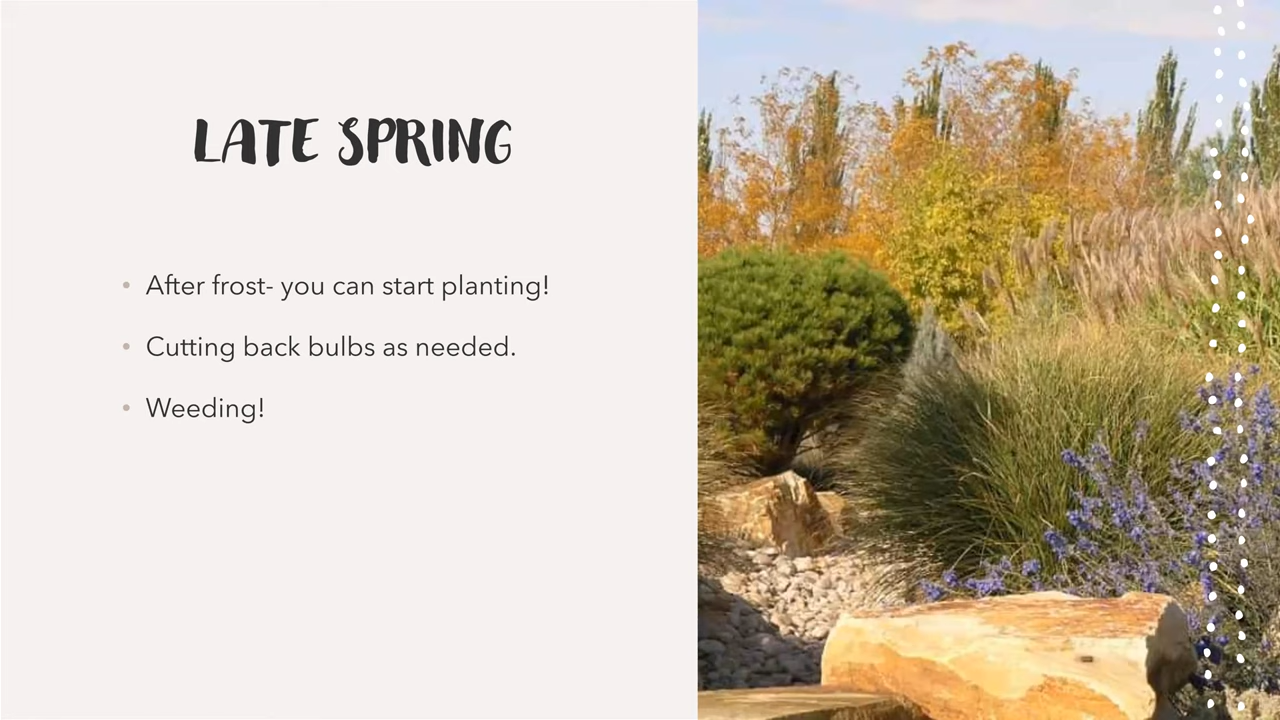 LATE SPRING
• After frost- you can start planting!
• Cutting back bulbs as needed.
• Weeding!